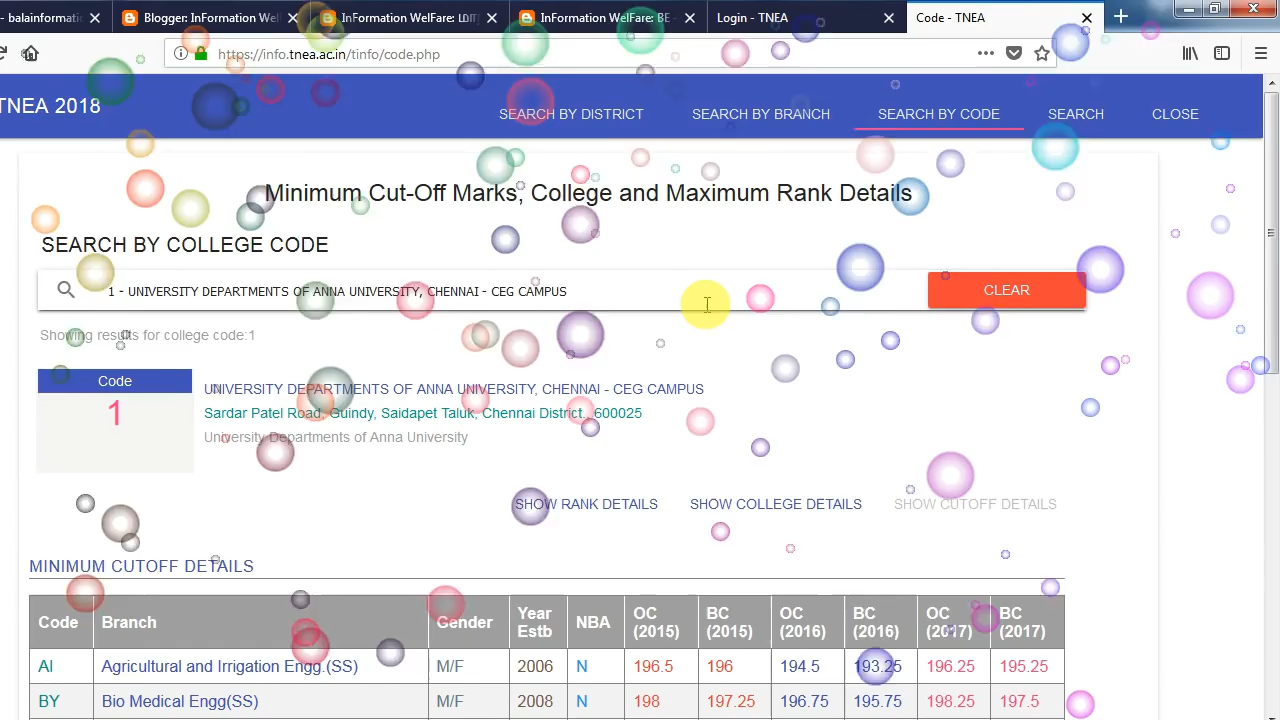 - balainformati
Blogger: InFormation Wel
InFormation WelFare:
InFormation WelFare: BE -
Login - TNEA
Code - TNEA
https://info.tnea.ac.in/tinfo/code.php
TNEA 2018
SEARCH BY DISTRICT
SEARCH BY BRANCH
SEARCH BY CODE
SEARCH
CLOSE
Minimum Cut-Off Marks, College and Maximum Rank Details
SEARCH BY COLLEGE CODE
1 - UNIVERSITY DEPARTMENTS OF ANNA UNIVERSITY, CHENNAI - CEG CAMPUS
CLEAR
Showing results for college code:1
Code
1
UNIVERSITY DEPARTMENTS OF ANNA UNIVERSITY, CHENNAI - CEG CAMPUS
Sardar Patel Road, Guindy, Saidapet Taluk, Chennai District., 600025
University Departments of Anna University
SHOW RANK DETAILS
SHOW COLLEGE DETAILS
SHOW CUTOFF DETAILS
MINIMUM CUTOFF DETAILS
Code Branch Gender Year Estb NBA OC (2015) BC (2015) OC (2016) BC (2016) OC (2017) BC (2017)
AI Agricultural and Irrigation Engg.(SS) M/F 2006 N 196.5 196 194.5 193.25 196.25 195.25
BY Bio Medical Engg(SS) M/F 2008 N 198 197.25 196.75 195.75 198.25 197.5